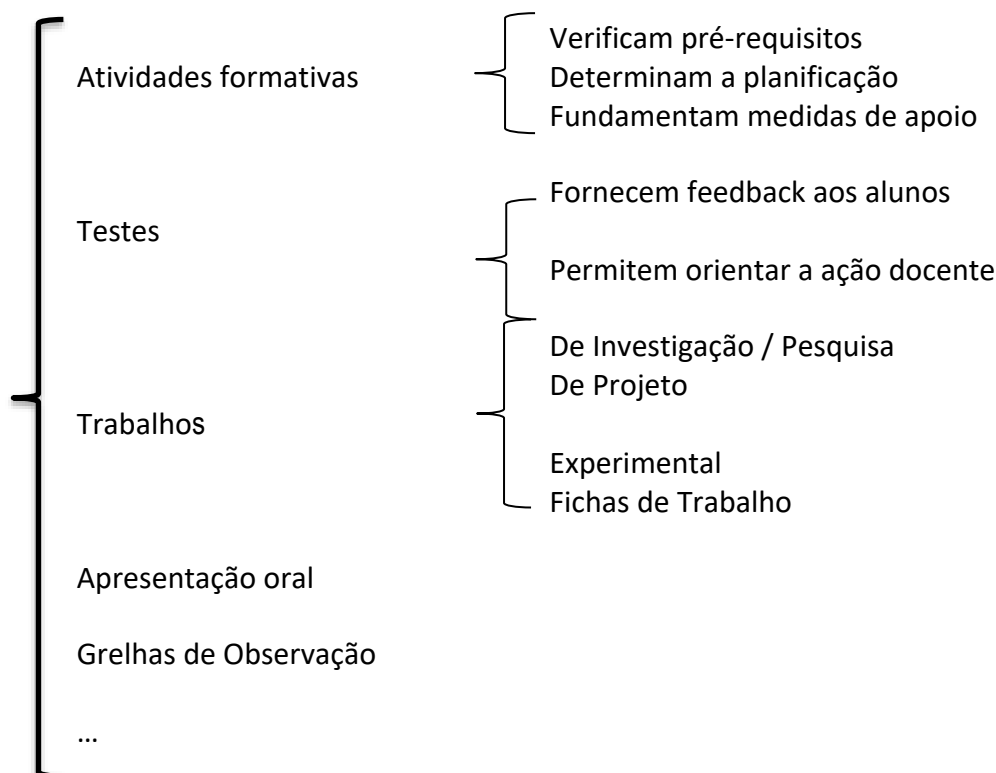 Atividades formativas
Verificam pré-requisitos
Determinam a planificação
Fundamentam medidas de apoio
Testes
Fornecem feedback aos alunos
Permitem orientar a ação docente
Trabalhos
De Investigação / Pesquisa
De Projeto
Experimental
Fichas de Trabalho
Apresentação oral
Grelhas de Observação
...